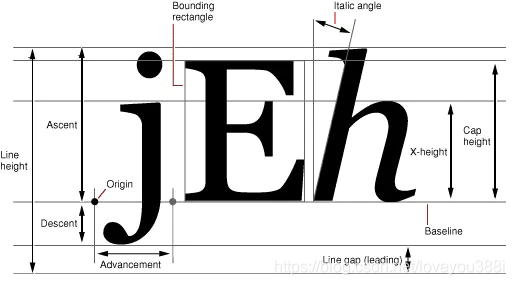 Bounding
rectangle
Italic angle
jEh
Ascent
Line
height
X-height
Cap
height
Origin
Descent
Baseline
Advancement
Line gap (leading)
https://blog.csdn.net/loveyou388i